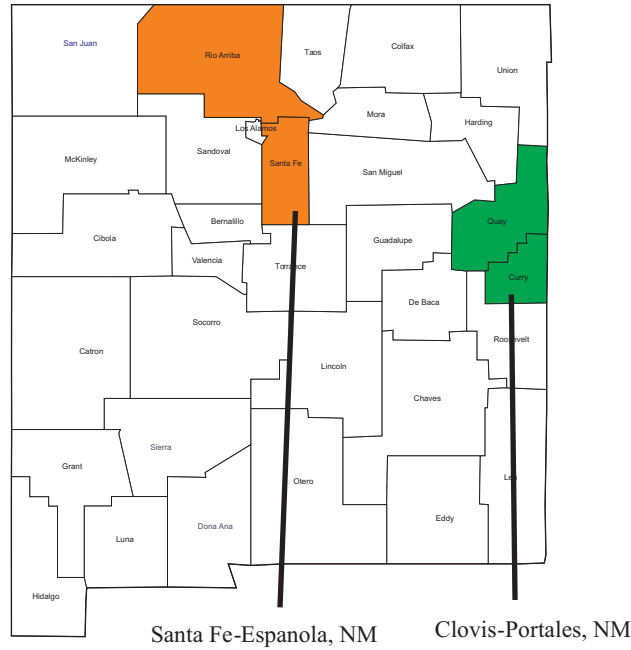 San Juan
Rio Arriba
Taos
Colfax
Union
Mora
Harding
Los Alamos
Sandoval
McKinley
Santa Fe
San Miguel
Quay
Bernalillo
Cibola
Guadalupe
Valencia
Torrance
Curry
De Baca
Socorro
Roosevelt
Catron
Lincoln
Chaves
Sierra
Grant
Otero
Lea
Eddy
Dona Ana
Luna
Hidalgo
Santa Fe-Espanola, NM
Clovis-Portales, NM